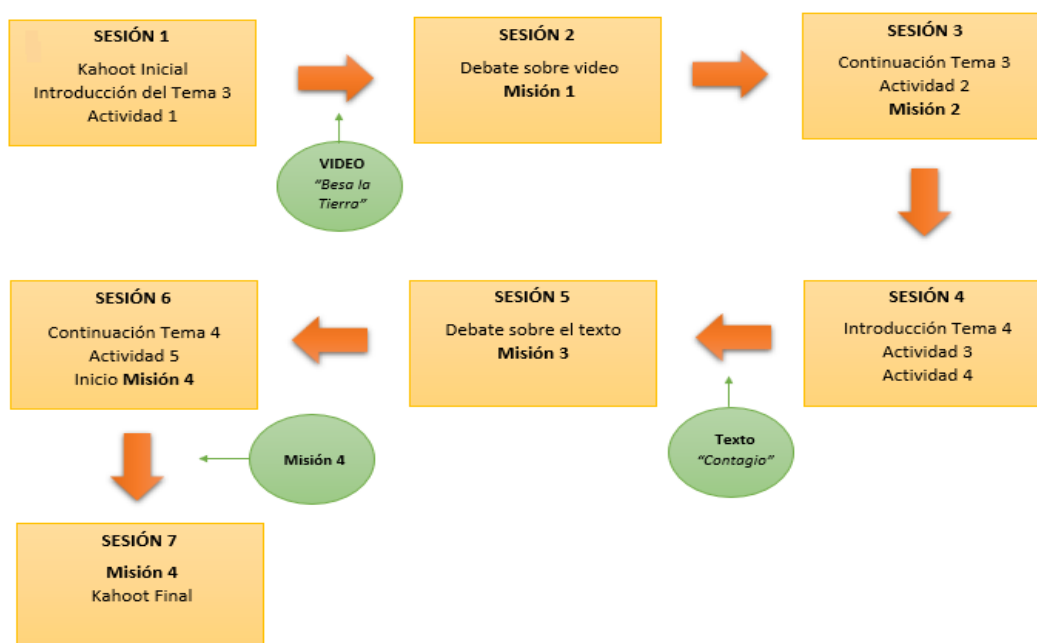 SESIÓN 1
Kahoot Inicial
Introducción del Tema 3
Actividad 1
SESIÓN 2
Debate sobre video
Misión 1
SESIÓN 3
Continuación Tema 3
Actividad 2
Misión 2
VIDEO
“Besa la
Tierra”
SESIÓN 4
Introducción Tema 4
Actividad 3
Actividad 4
Texto
“Contagio”
SESIÓN 5
Debate sobre el texto
Misión 3
SESIÓN 6
Continuación Tema 4
Actividad 5
Inicio Misión 4
Misión 4
SESIÓN 7
Misión 4
Kahoot Final